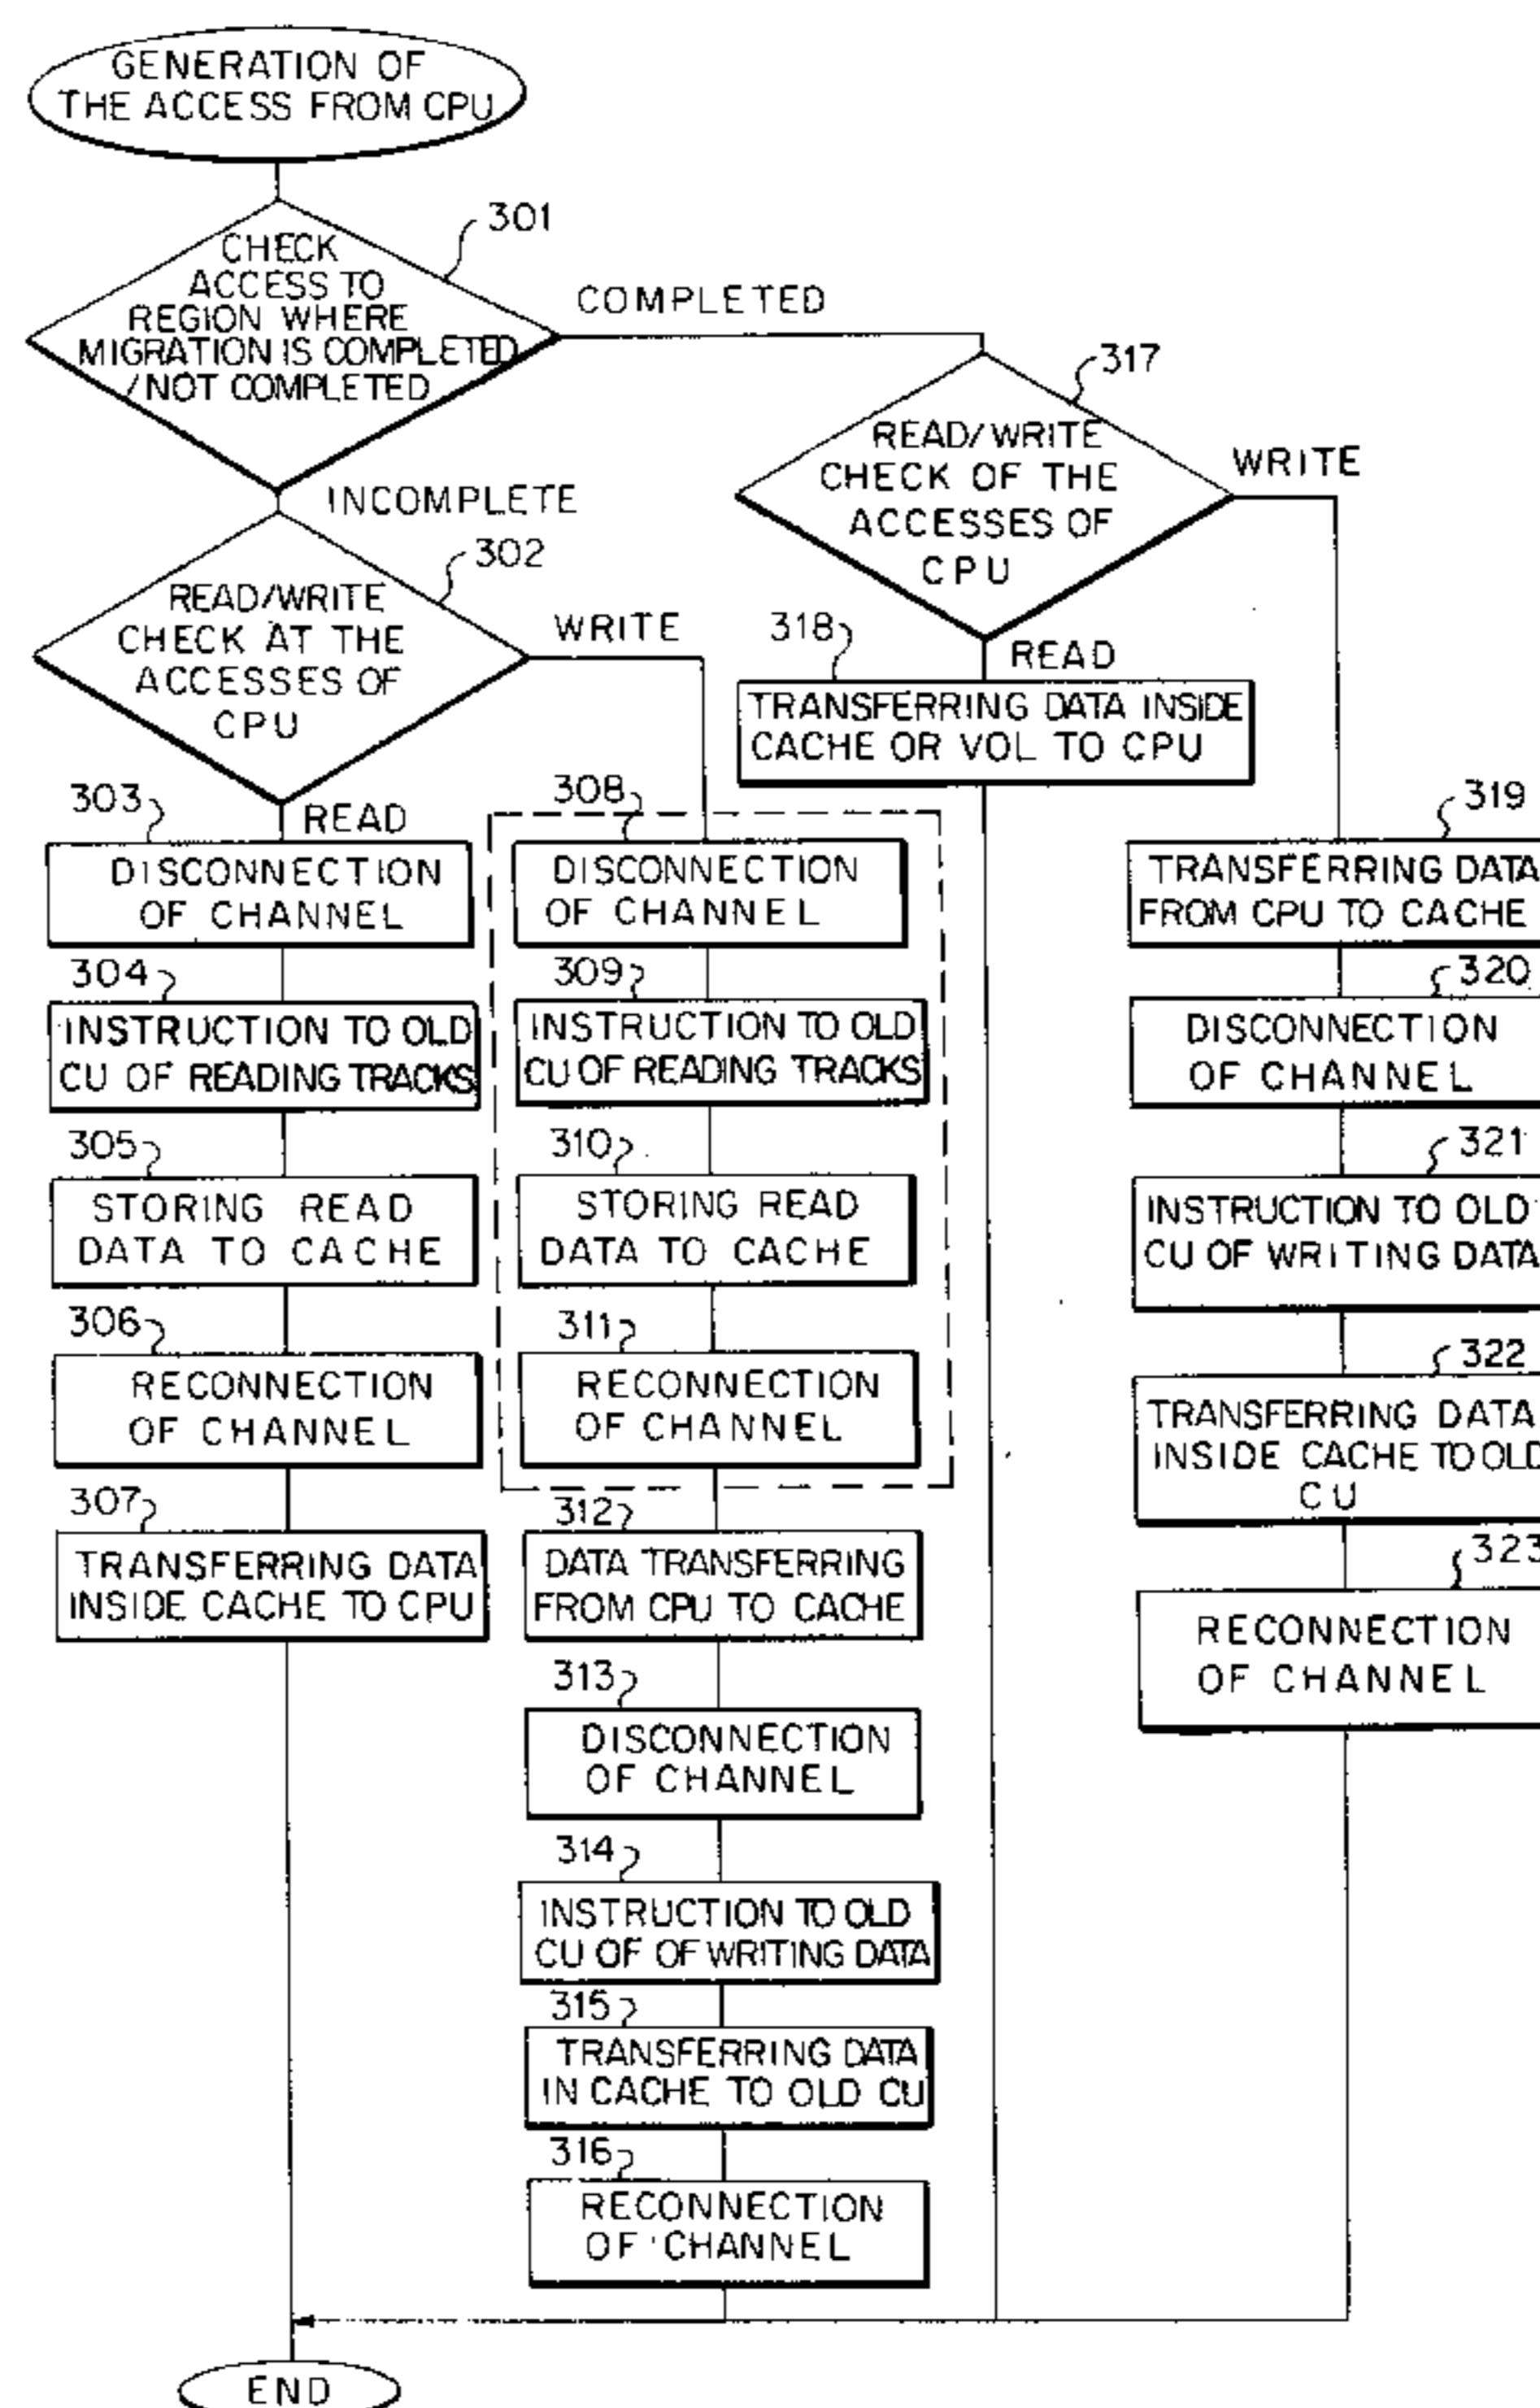 GENERATION OF
THE ACCESS FROM CPU
301
CHECK
ACCESS TO
REGION WHERE
MIGRATION IS COMPLETED
/NOT COMPLETED
COMPLETED
INCOMPLETE
302
READ/WRITE
CHECK AT THE
ACCESSES OF
CPU
WRITE
READ
317
READ/WRITE
CHECK OF THE
ACCESSES OF
CPU
WRITE
READ
318
TRANSFERRING DATA INSIDE
CACHE OR VOL TO CPU
303
DISCONNECTION
OF CHANNEL
304
INSTRUCTION TO OLD
CU OF READING TRACKS
305
STORING READ
DATA TO CACHE
306
RECONNECTION
OF CHANNEL
307
TRANSFERRING DATA
INSIDE CACHE TO CPU
308
DISCONNECTION
OF CHANNEL
309
INSTRUCTION TO OLD
CU OF READING TRACKS
310
STORING READ
DATA TO CACHE
311
RECONNECTION
OF CHANNEL
312
DATA TRANSFERRING
FROM CPU TO CACHE
313
DISCONNECTION
OF CHANNEL
314
INSTRUCTION TO OLD
CU OF OF WRITING DATA
315
TRANSFERRING DATA
IN CACHE TO OLD CU
316
RECONNECTION
OF CHANNEL
319
TRANSFERRING DATA
FROM CPU TO CACHE
320
DISCONNECTION
OF CHANNEL
321
INSTRUCTION TO OLD
CU OF WRITING DATA
322
TRANSFERRING DATA
INSIDE CACHE TO OLD
CU
323
RECONNECTION
OF CHANNEL
END